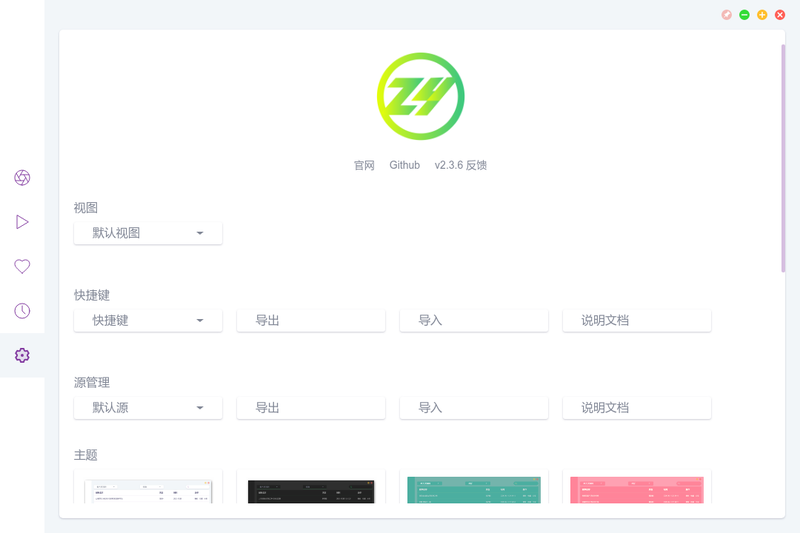 ZY
官网 Github v2.3.6 反馈
视图
默认视图
快捷键
快捷键 导出 导入 说明文档
源管理
默认源 导出 导入 说明文档
主题